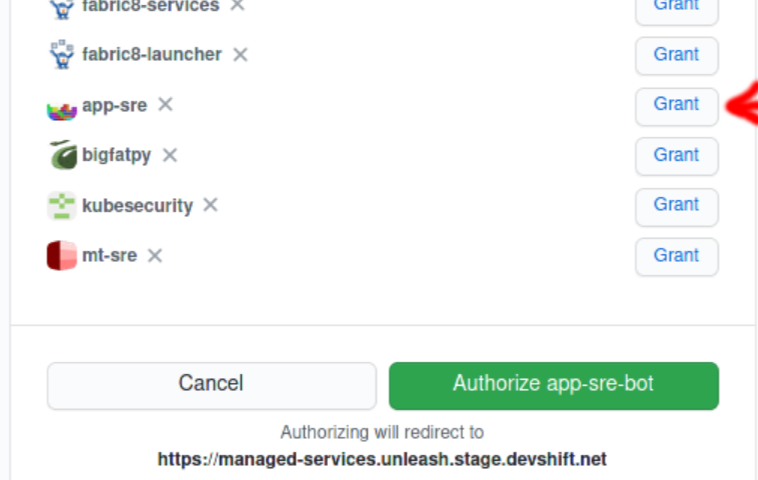 fabric8-services Grant
fabric8-launcher Grant
app-sre Grant
bigfatpy Grant
kubesecurity Grant
mt-sre Grant
Cancel Authorize app-sre-bot
Authorizing will redirect to
https://managed-services.unleash.stage.devshift.net